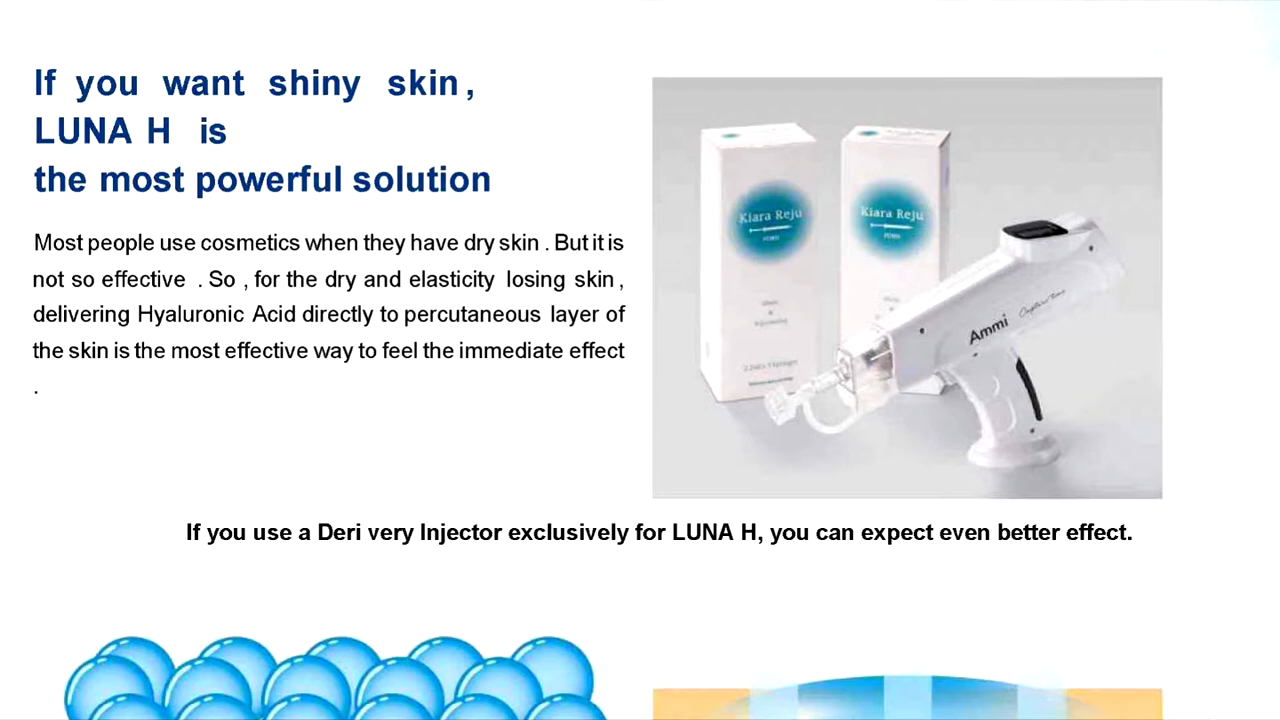 If you want shiny skin,
LUNA H is
the most powerful solution
Most people use cosmetics when they have dry skin . But it is
not so effective . So , for the dry and elasticity losing skin ,
delivering Hyaluronic Acid directly to percutaneous layer of
the skin is the most effective way to feel the immediate effect
.
Kiara Reju
PDRN
Kiara Reju
PDRN
Ammi
If you use a Deri very Injector exclusively for LUNA H, you can expect even better effect.